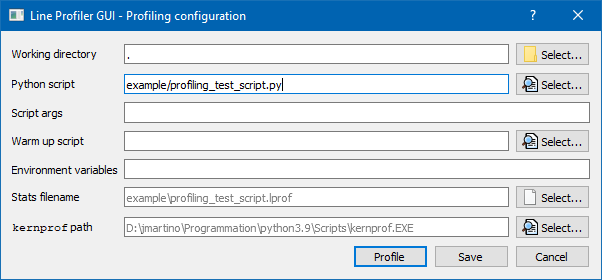 Line Profiler GUI - Profiling configuration ?
Working directory . Select...
Python script example/profiling_test_script.py Select...
Script args
Warm up script Select...
Environment variables
Stats filename example\profiling_test_script.lprof Select...
kernprof path D:\jmartino\Programmation\python3.9\Scripts\kernprof.EXE Select...
Profile Save Cancel